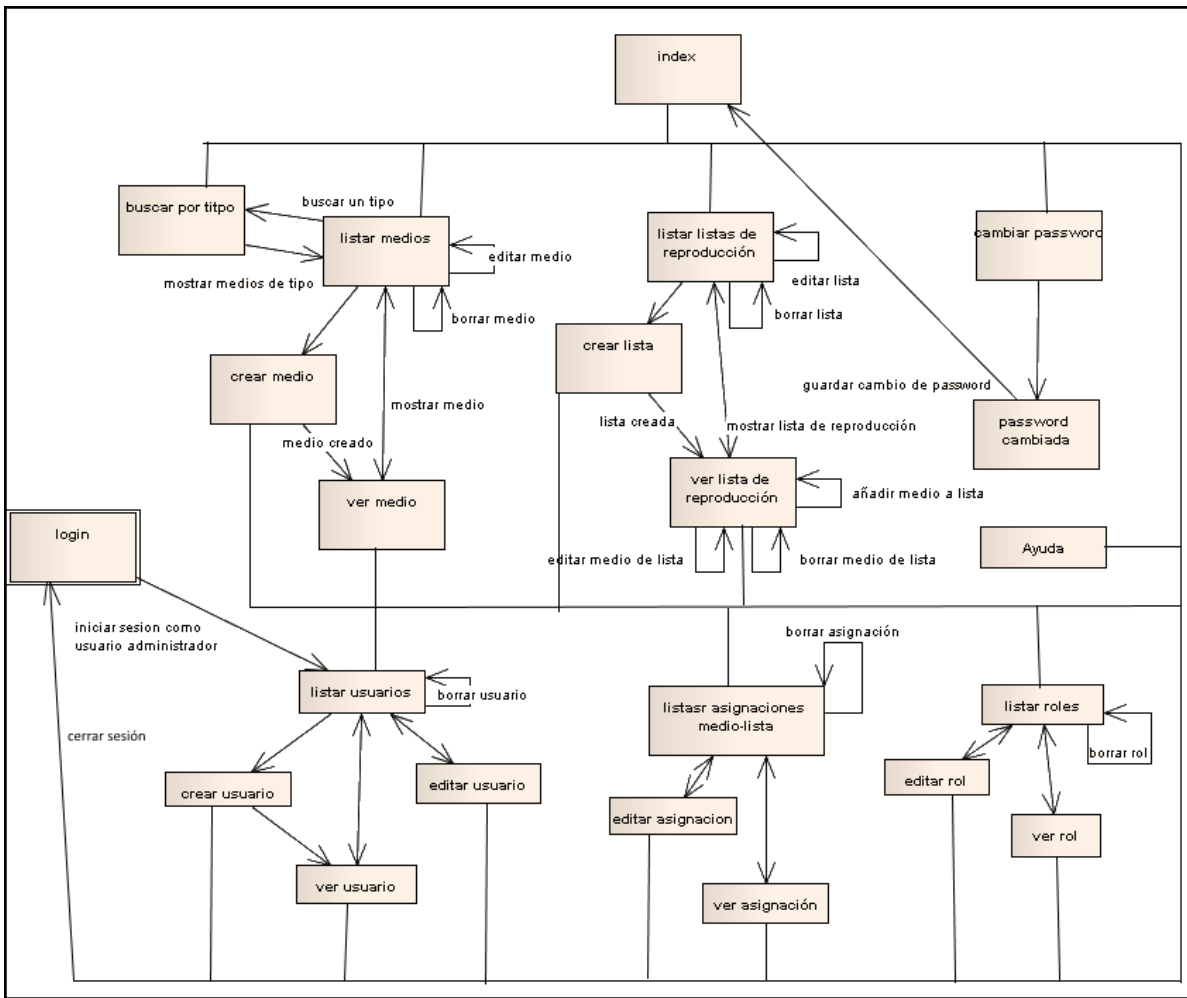 index
buscar por titpo
buscar un tipo
listar medios
editar medio
mostrar medios de tipo
borrar medio
listar listas de
reproducción
editar lista
borrar lista
cambiar password
crear medio
mostrar medio
medio creado
ver medio
crear lista
lista creada
mostrar lista de reproducción
guardar cambio de password
password
cambiada
ver lista de
reproducción
añadir medio a lista
editar medio de lista
borrar medio de lista
Ayuda
login
iniciar sesion como
usuario administrador
cerrar sesión
listar usuarios
borrar usuario
crear usuario
editar usuario
ver usuario
borrar asignación
listasr asignaciones
medio-lista
editar asignacion
ver asignación
listar roles
borrar rol
editar rol
ver rol